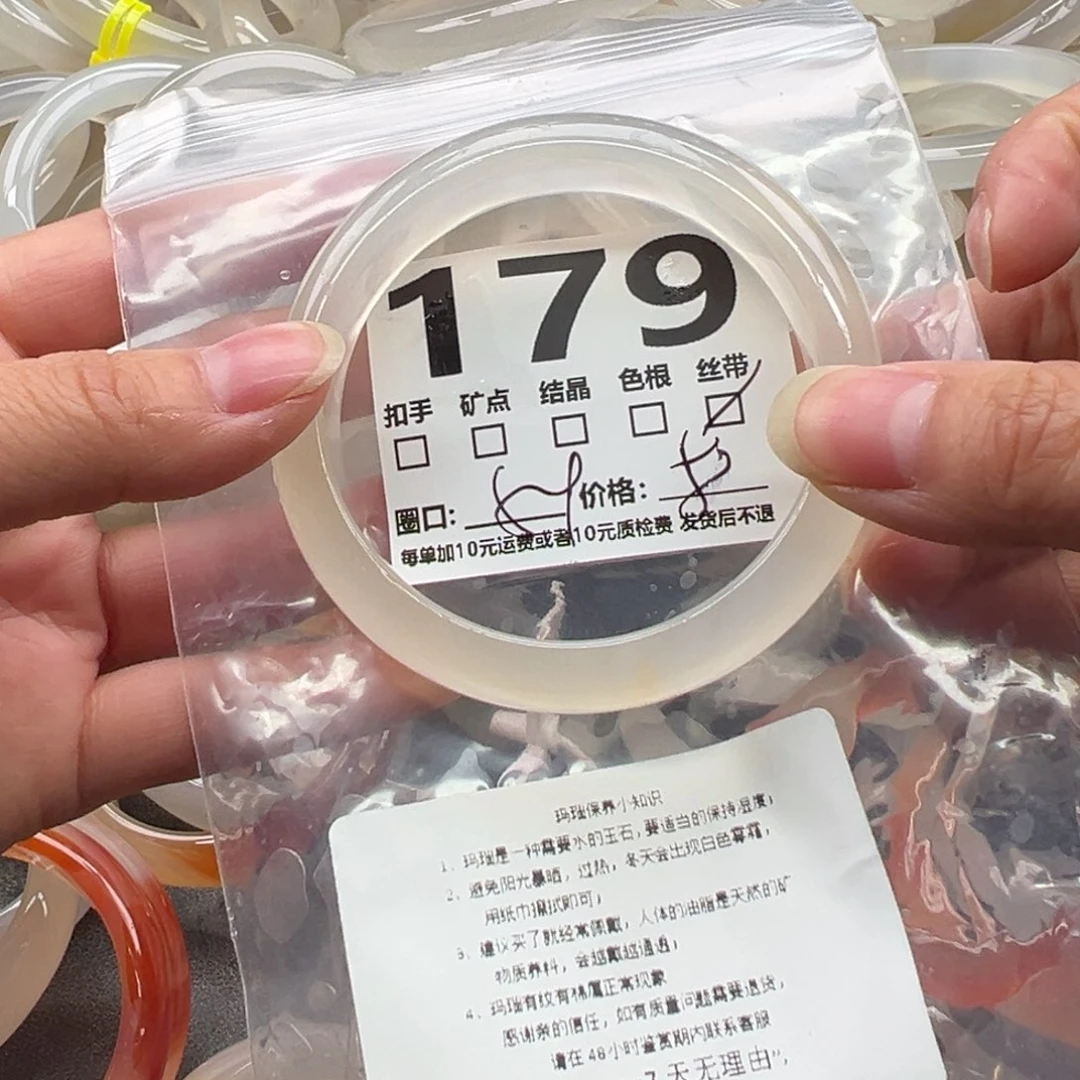 179
扣手 矿点 结晶 色根 丝带
圈口: 价格:
每单加10元运费或者10元质检费 发货后不退
玛瑙保养小知识
1、玛瑙是一种需要水的玉石,要适当的保持湿度;
2、避免阳光暴晒,过热,冬天会出现白色雾霜,
用纸巾擦拭即可;
3、建议买了就经常佩戴,人体的油脂是天然的矿
物质养料,会越戴越通透;
4、玛瑙有纹有棉属正常现象
感谢亲的信任,如有质量问题需要退货,
请在48小时鉴赏期内联系客服
"7天无理由",